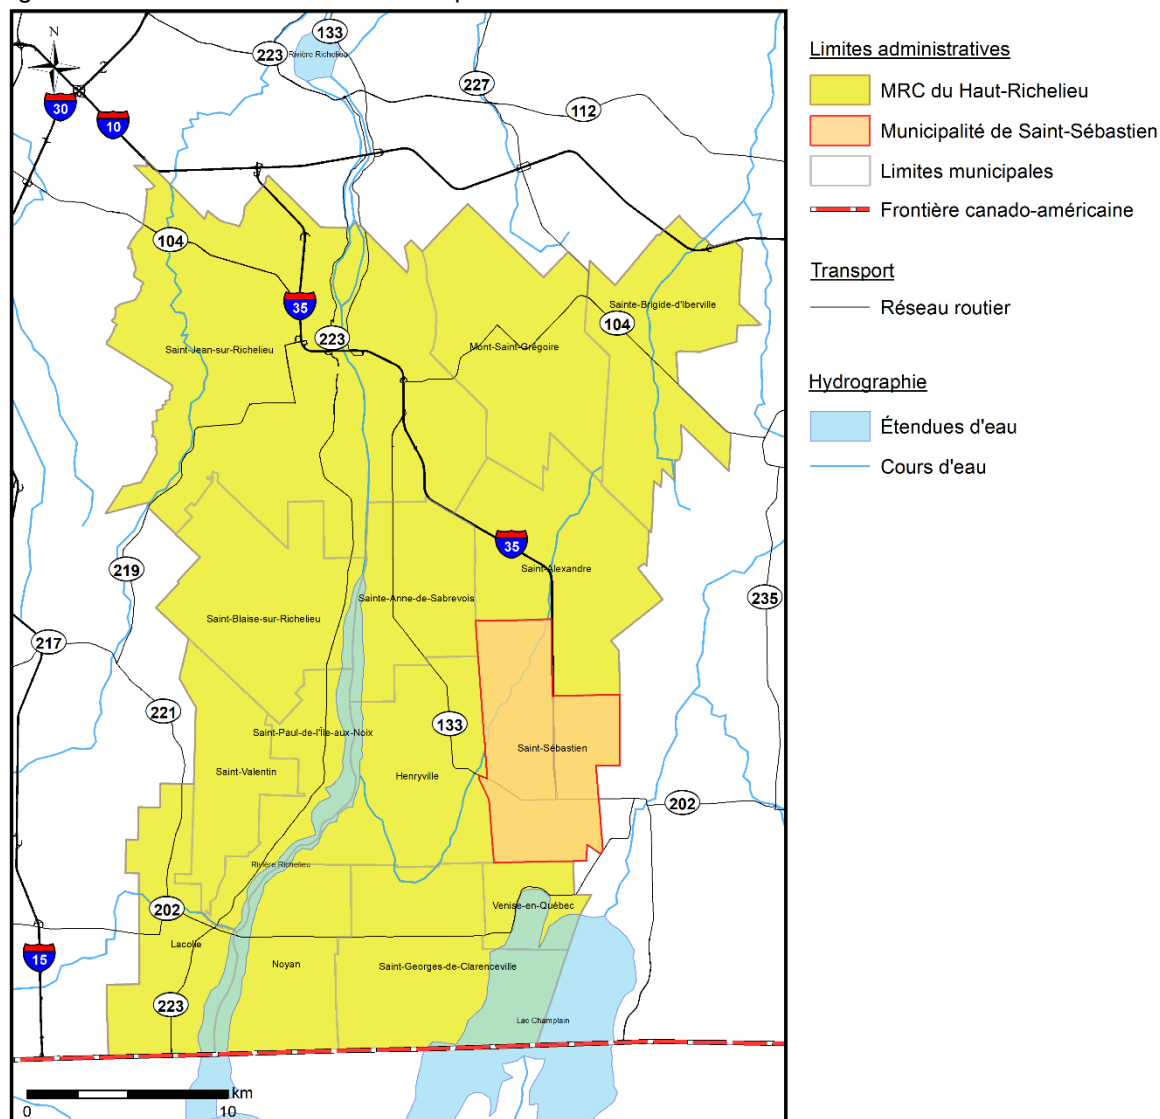 N
133
223
Rivière Richelieu
227
112
30
10
104
35
223
Saint-Jean-sur-Richelieu
Mont-Saint-Grégoire
Sainte-Brigide-d'Iberville
104
35
Saint-Alexandre
219
Sainte-Anne-de-Sabrevois
235
Saint-Blaise-sur-Richelieu
217
221
133
Saint-Paul-de-l'Île-aux-Noix
Saint-Sébastien
Saint-Valentin
Henryville
202
Rivière Richelieu
202
Venise-en-Québec
Lacolle
15
Noyan
Saint-Georges-de-Clarenceville
223
Lac Champlain
km
0
10
Limites administratives
MRC du Haut-Richelieu
Municipalité de Saint-Sébastien
Limites municipales
Frontière canado-américaine
Transport
Réseau routier
Hydrographie
Étendues d'eau
Cours d'eau